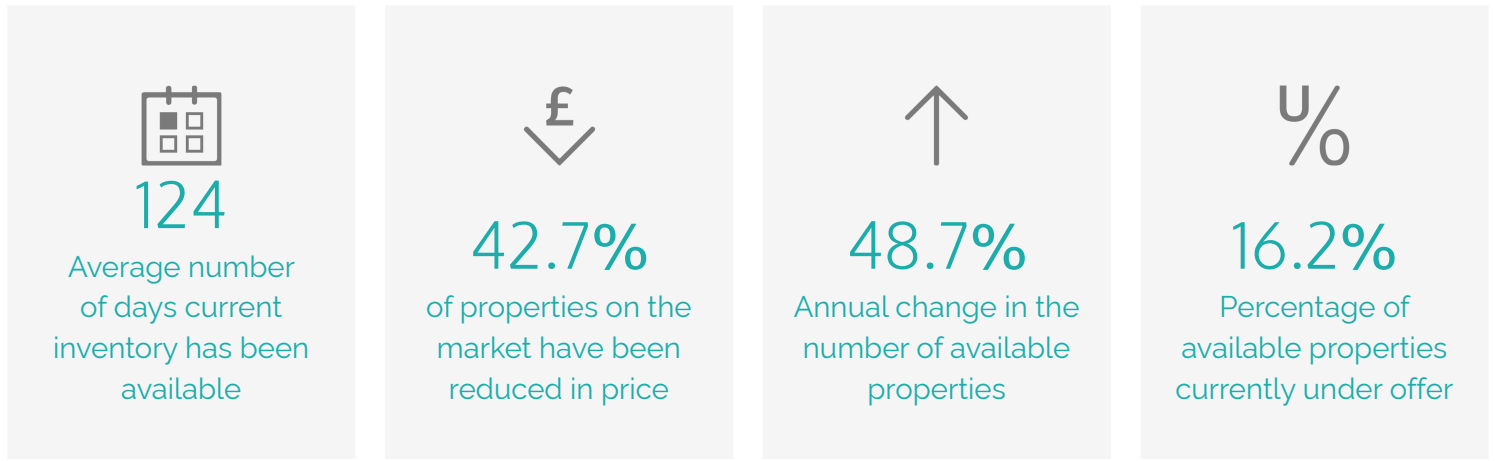 124
Average number
of days current
inventory has been
available
£
42.7%
of properties on the
market have been
reduced in price
48.7%
Annual change in the
number of available
properties
U%
16.2%
Percentage of
available properties
currently under offer